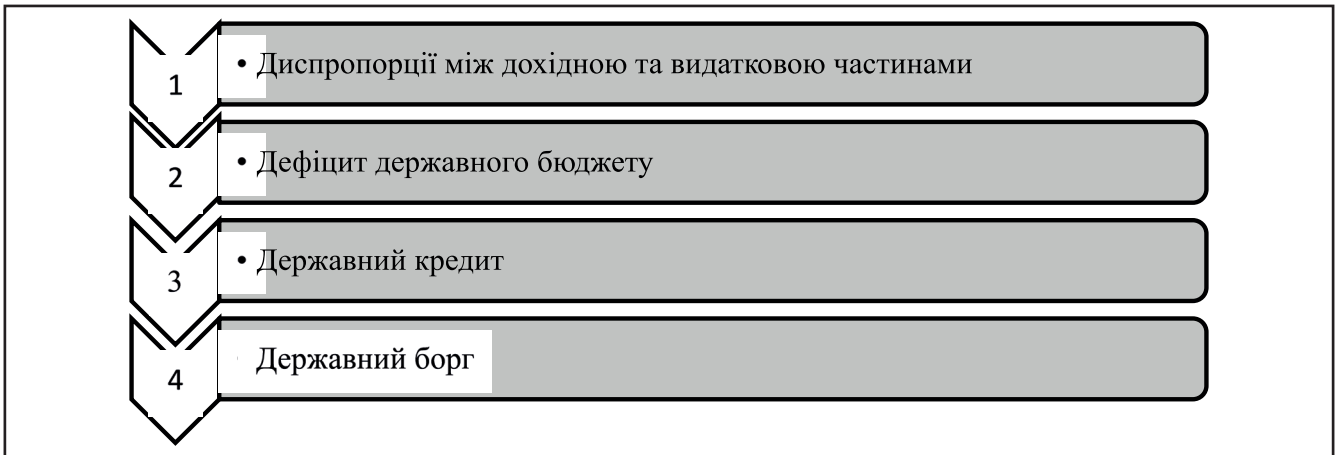 1
• Диспропорції між дохідною та видатковою частинами
2
• Дефіцит державного бюджету
3
• Державний кредит
4
Державний борг